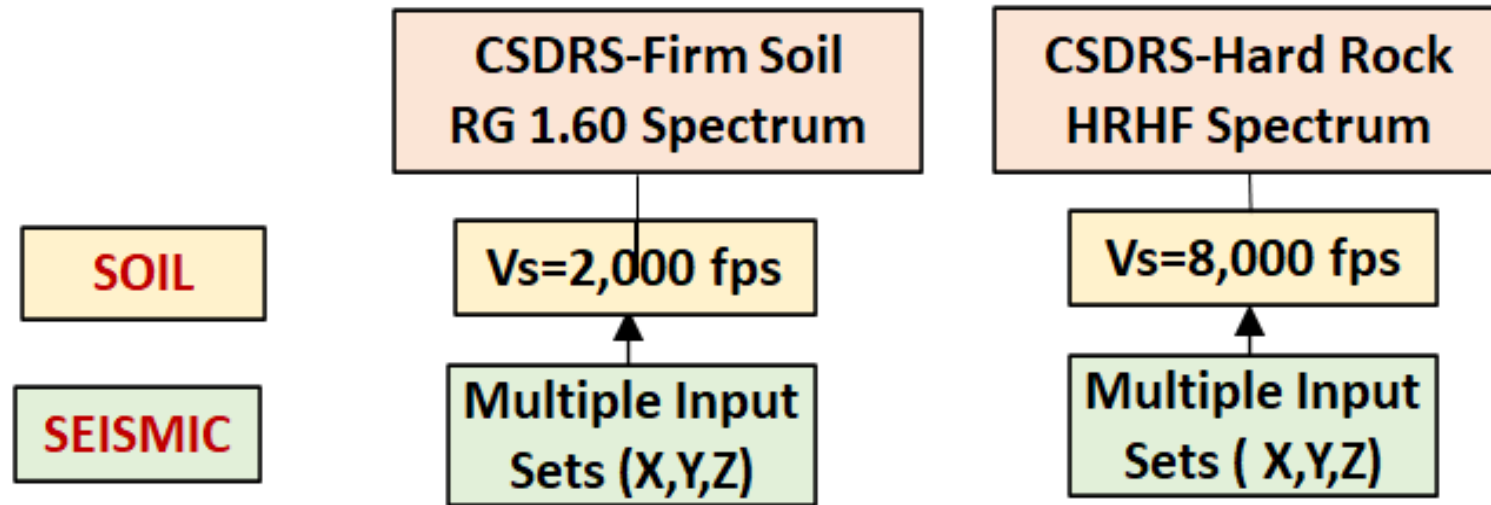 CSDRS-Firm Soil
RG 1.60 Spectrum
CSDRS-Hard Rock
HRHF Spectrum
SOIL
Vs=2,000 fps
Vs=8,000 fps
SEISMIC
Multiple Input
Sets (X,Y,Z)
Multiple Input
Sets ( X,Y,Z)